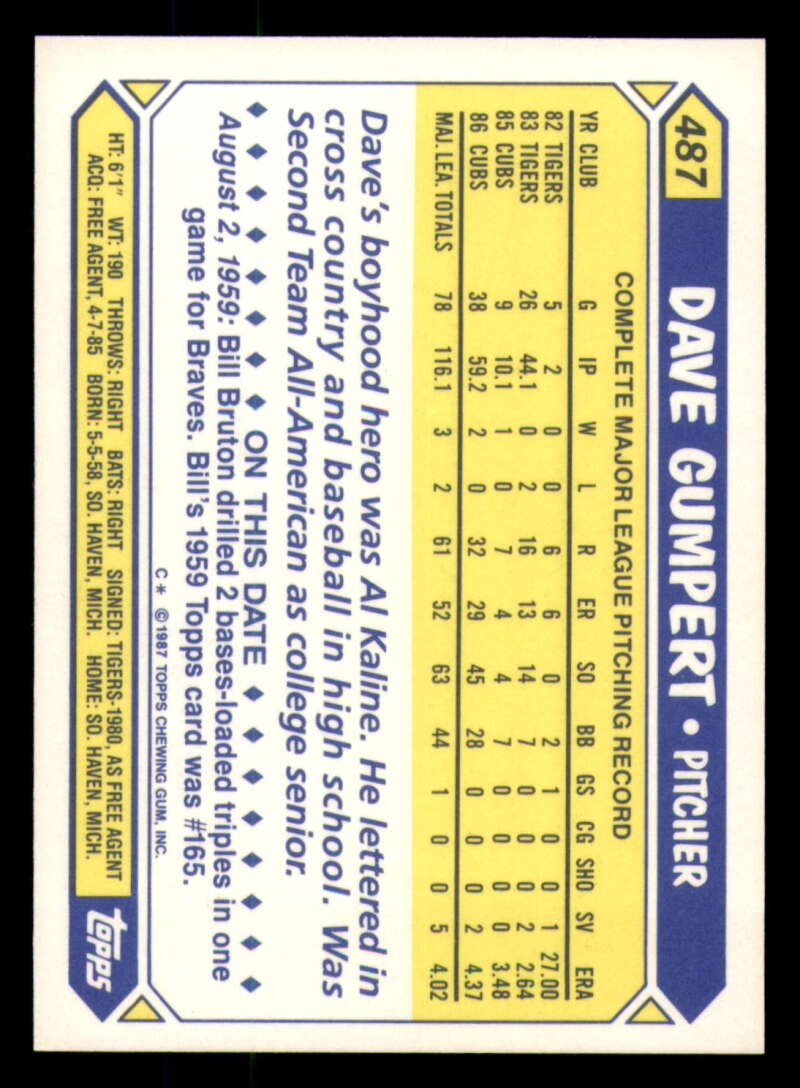 487
DAVE GUMPERT • PITCHER
COMPLETE MAJOR LEAGUE PITCHING RECORD
YR CLUB G IP W L R ER SO BB GS CG SHO SV ERA
82 TIGERS 5 2 0 0 6 6 0 2 1 0 0 1 27.00
83 TIGERS 26 44.1 0 2 16 13 14 7 0 0 0 2 2.64
85 CUBS 9 10.1 1 0 7 4 4 7 0 0 0 0 3.48
86 CUBS 38 59.2 2 0 32 29 45 28 0 0 0 2 4.37
MAJ. LEA. TOTALS 78 116.1 3 2 61 52 63 44 1 0 0 5 4.02
Dave's boyhood hero was Al Kaline. He lettered in
cross country and baseball in high school. Was
Second Team All-American as college senior.
◆ ◆ ◆ ◆ ◆ ◆ ◆ ◆ ON THIS DATE ◆ ◆ ◆ ◆ ◆ ◆ ◆ ◆
August 2, 1959: Bill Bruton drilled 2 bases-loaded triples in one
game for Braves. Bill's 1959 Topps card was #165.
C * © 1987 TOPPS CHEWING GUM, INC.
HT: 6'1" WT: 190 THROWS: RIGHT BATS: RIGHT SIGNED: TIGERS-1980, AS FREE AGENT
ACQ: FREE AGENT, 4-7-85 BORN: 5-5-58, SO. HAVEN, MICH. HOME: SO. HAVEN, MICH.
topps